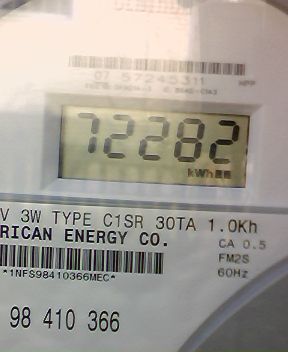 07 57245311
72282
kWh
V 3W TYPE C1SR 30TA 1.0Kh
RICAN ENERGY CO.
CA 0.5
FM2S
60Hz
*1NFS98410366MEC*
98 410 366